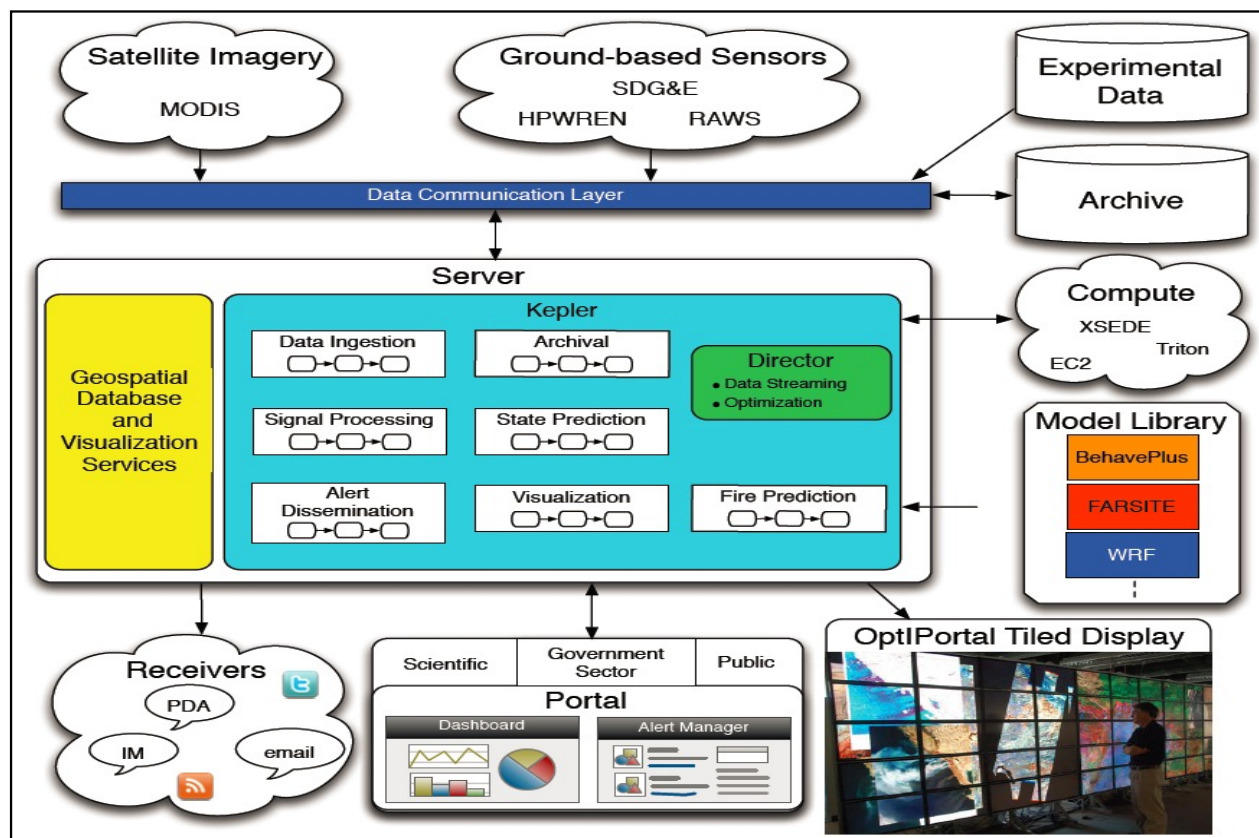 Satellite Imagery
MODIS
Ground-based Sensors
SDG&E
HPWREN RAWS
Experimental
Data
Data Communication Layer
Archive
Server
Geospatial
Database
and
Visualization
Services
Kepler
Data Ingestion
Archival
Director
• Data Streaming
• Optimization
Signal Processing
State Prediction
Alert
Dissemination
Visualization
Fire Prediction
Compute
XSEDE
EC2
Triton
Model Library
BehavePlus
FARSITE
WRF
Receivers
PDA
IM
email
Scientific
Government
Sector
Public
Portal
Dashboard
Alert Manager
OptIPortal Tiled Display